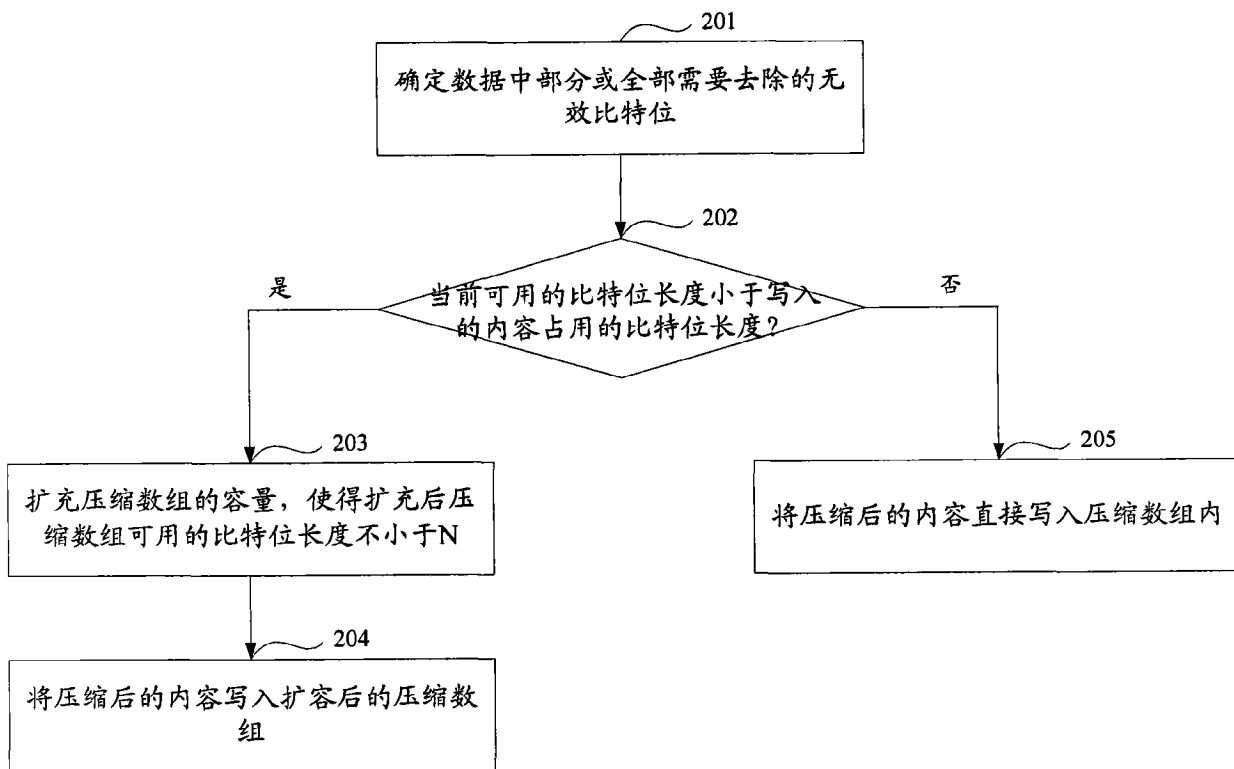 201
确定数据中部分或全部需要去除的无
效比特位
202
是
当前可用的比特位长度小于写入
的内容占用的比特位长度?
否
203
扩充压缩数组的容量，使得扩充后压
缩数组可用的比特位长度不小于N
205
将压缩后的内容直接写入压缩数组内
204
将压缩后的内容写入扩容后的压缩数
组